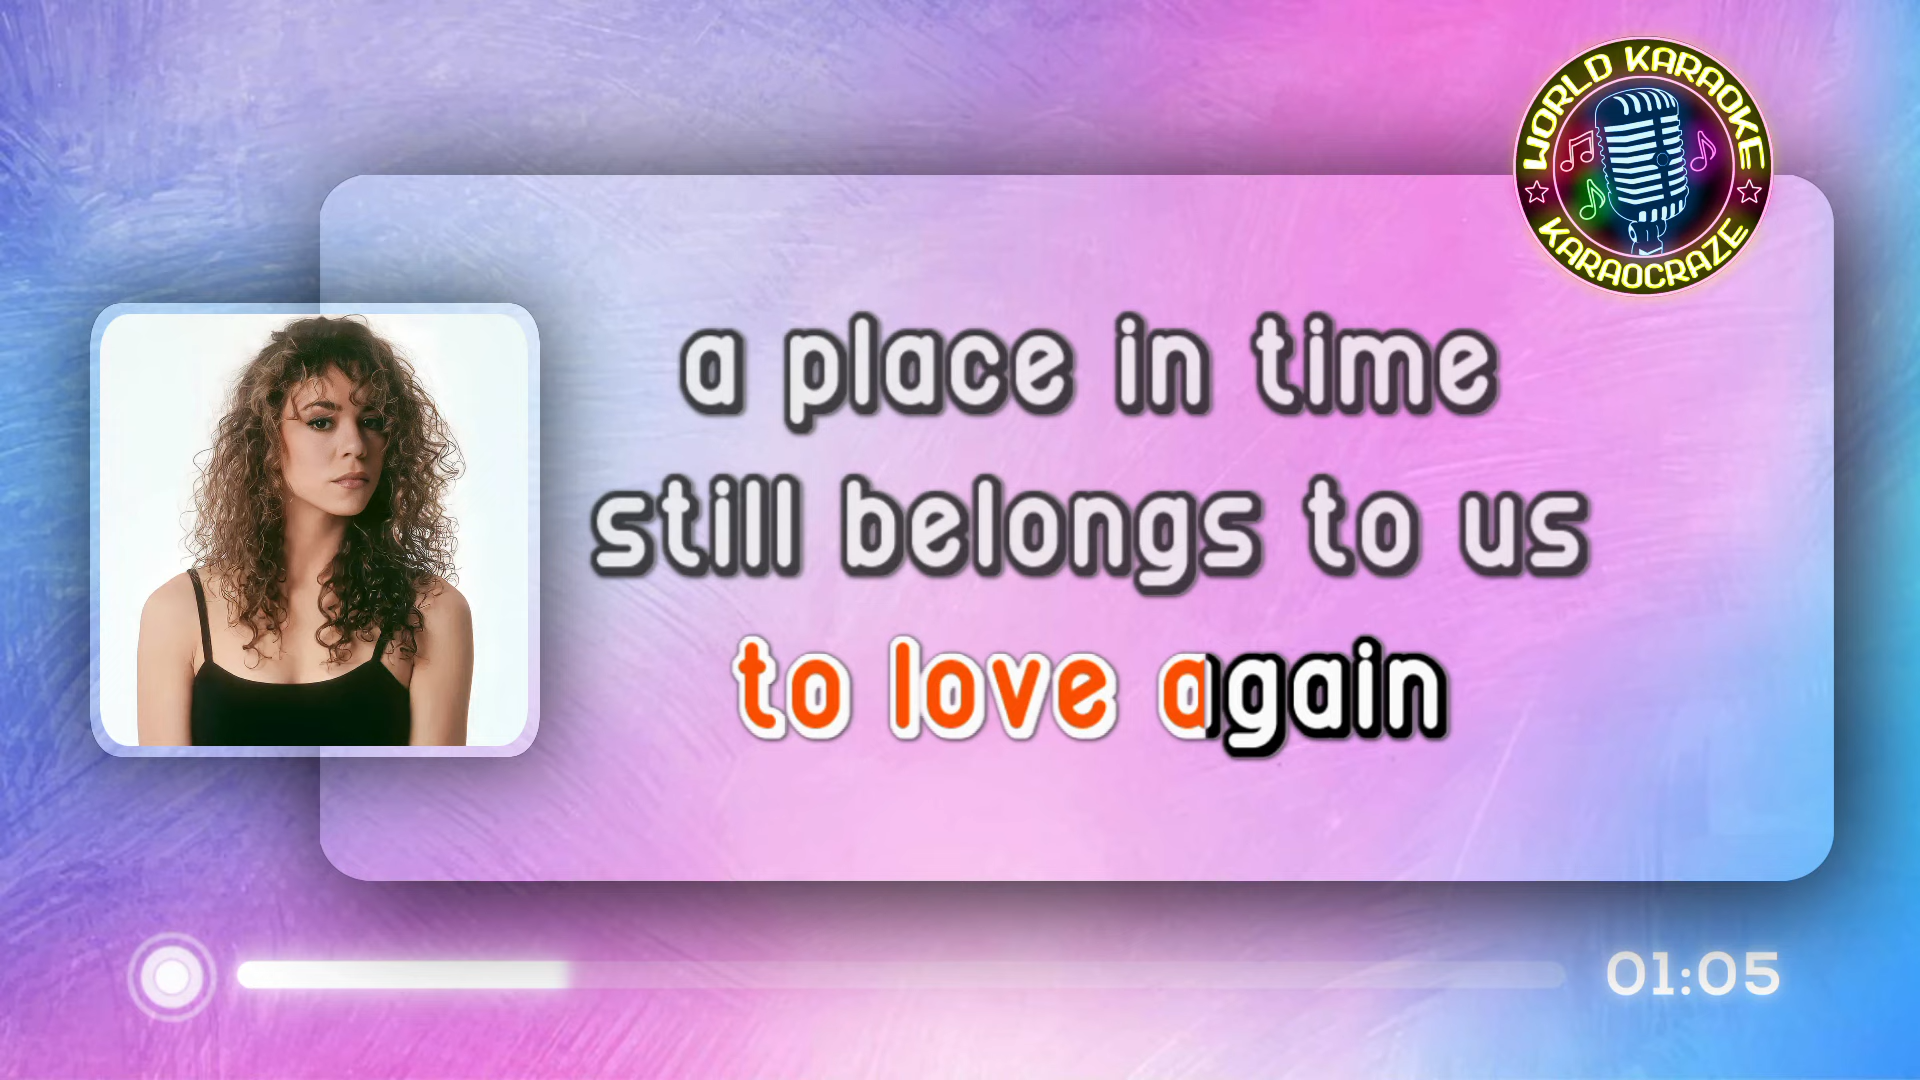 WORLD KARAOKE
KARAOCRAZE
a place in time
still belongs to us
to love again
01:05